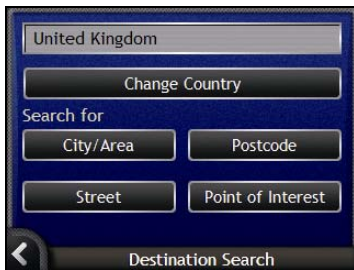 United Kingdom
Change Country
Search for
City/Area
Postcode
Street
Point of Interest
Destination Search